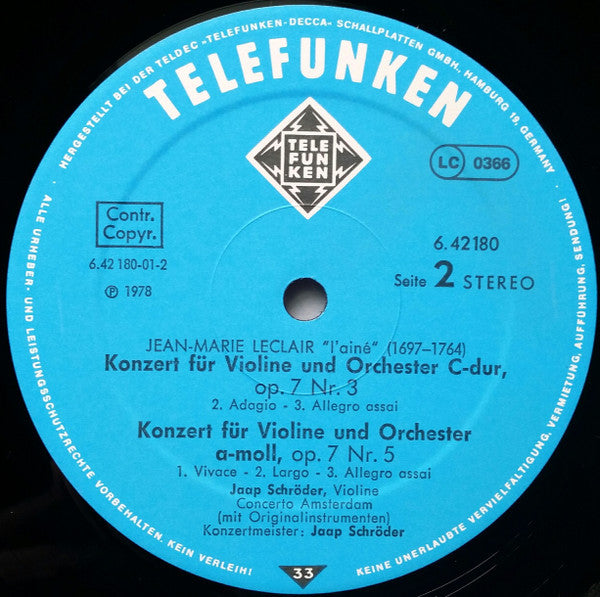 HERGESTELLT BEI DER TELDEC »TELEFUNKEN-DECCA« SCHALLPLATTEN GMBH., HAMBURG 19, GERMANY ·
TELEFUNKEN
TELE
FUN
KEN
LC 0366
Contr.
Copyr.
6.42 180-01-2
Ⓟ 1978
6.42180
Seite 2 STEREO
JEAN-MARIE LECLAIR "l'ainé" (1697–1764)
Konzert für Violine und Orchester C-dur,
op. 7 Nr. 3
2. Adagio - 3. Allegro assai
Konzert für Violine und Orchester
a-moll, op. 7 Nr. 5
1. Vivace - 2. Largo - 3. Allegro assai
Jaap Schröder, Violine
Concerto Amsterdam
(mit Originalinstrumenten)
Konzertmeister: Jaap Schröder
33
ALLE URHEBER- UND LEISTUNGSSCHUTZRECHTE VORBEHALTEN. KEIN VERLEIH!
KEINE UNERLAUBTE VERVIELFÄLTIGUNG, VERMIETUNG, AUFFÜHRUNG, SENDUNG!